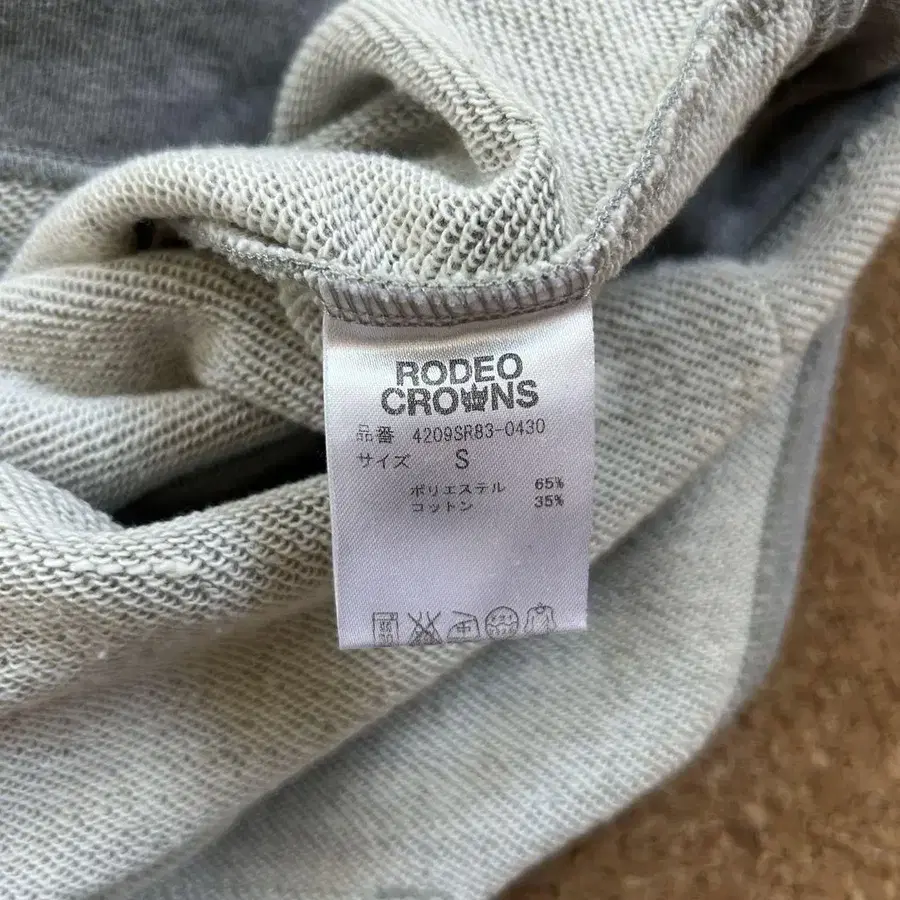 RODEO
CROWNS
品番 4209SR83-0430
サイズ S
ポリエステル 65%
コットン 35%